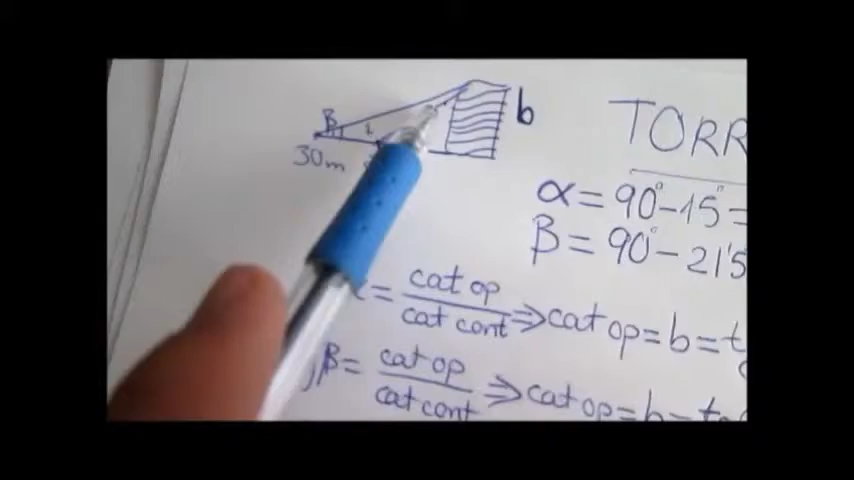 b
β
30m
TORR
α = 90° - 15° =
β = 90° - 21'5
= cat op / cat cont ⇒ cat op = b = t
β = cat op / cat cont ⇒ cat op = b = tg